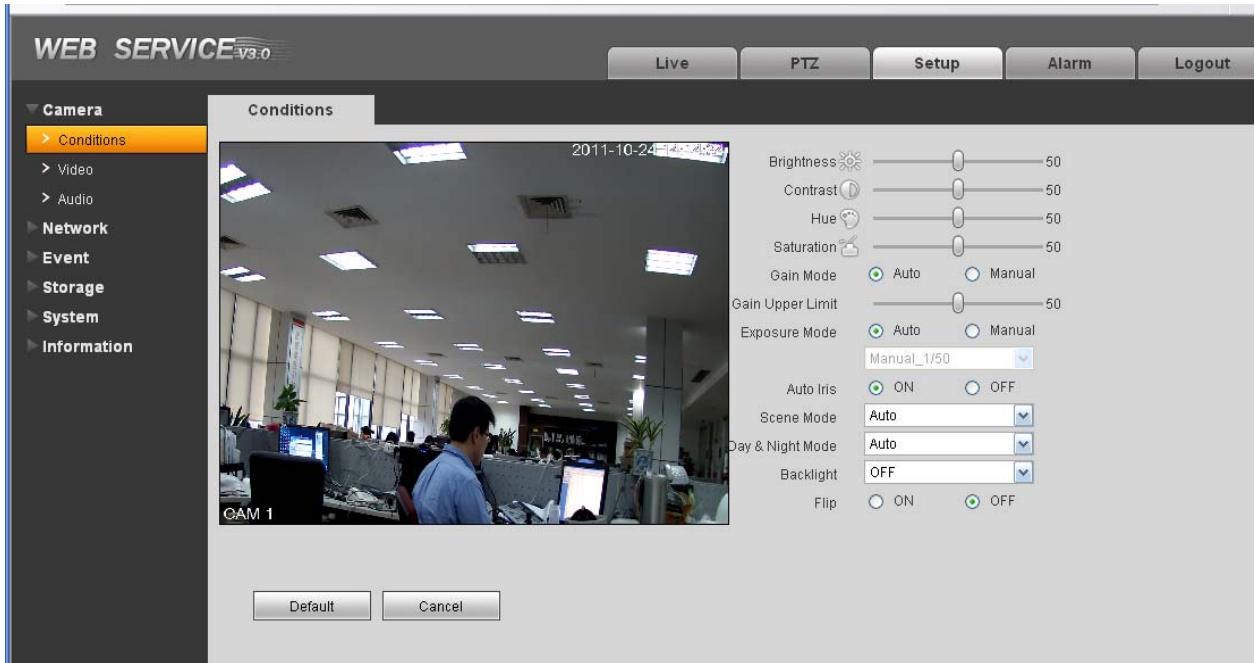 WEB SERVICE V3.0
Live
PTZ
Setup
Alarm
Logout
Camera
> Conditions
> Video
> Audio
Network
Event
Storage
System
Information
Conditions
2011-10-24
CAM 1
Brightness 50
Contrast 50
Hue 50
Saturation 50
Gain Mode Auto Manual
Gain Upper Limit 50
Exposure Mode Auto Manual
Manual_1/50
Auto Iris ON OFF
Scene Mode Auto
Day & Night Mode Auto
Backlight OFF
Flip ON OFF
Default
Cancel